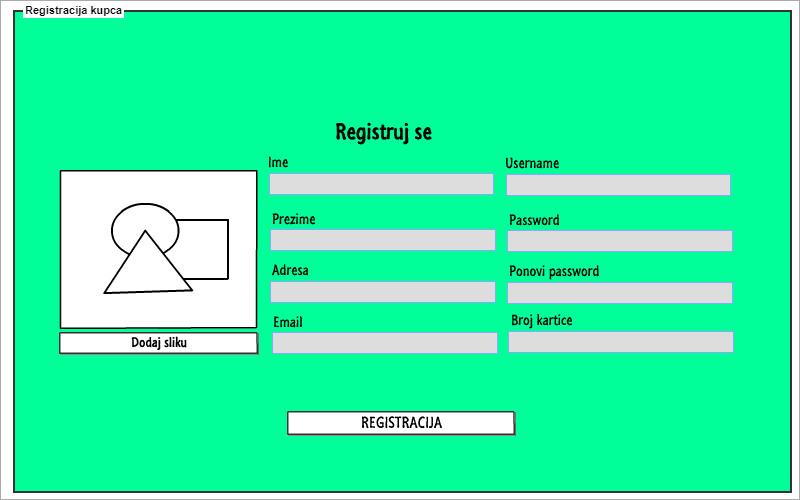 Registracija kupca
Registruj se
Ime
Username
Prezime
Password
Adresa
Ponovi password
Email
Broj kartice
Dodaj sliku
REGISTRACIJA